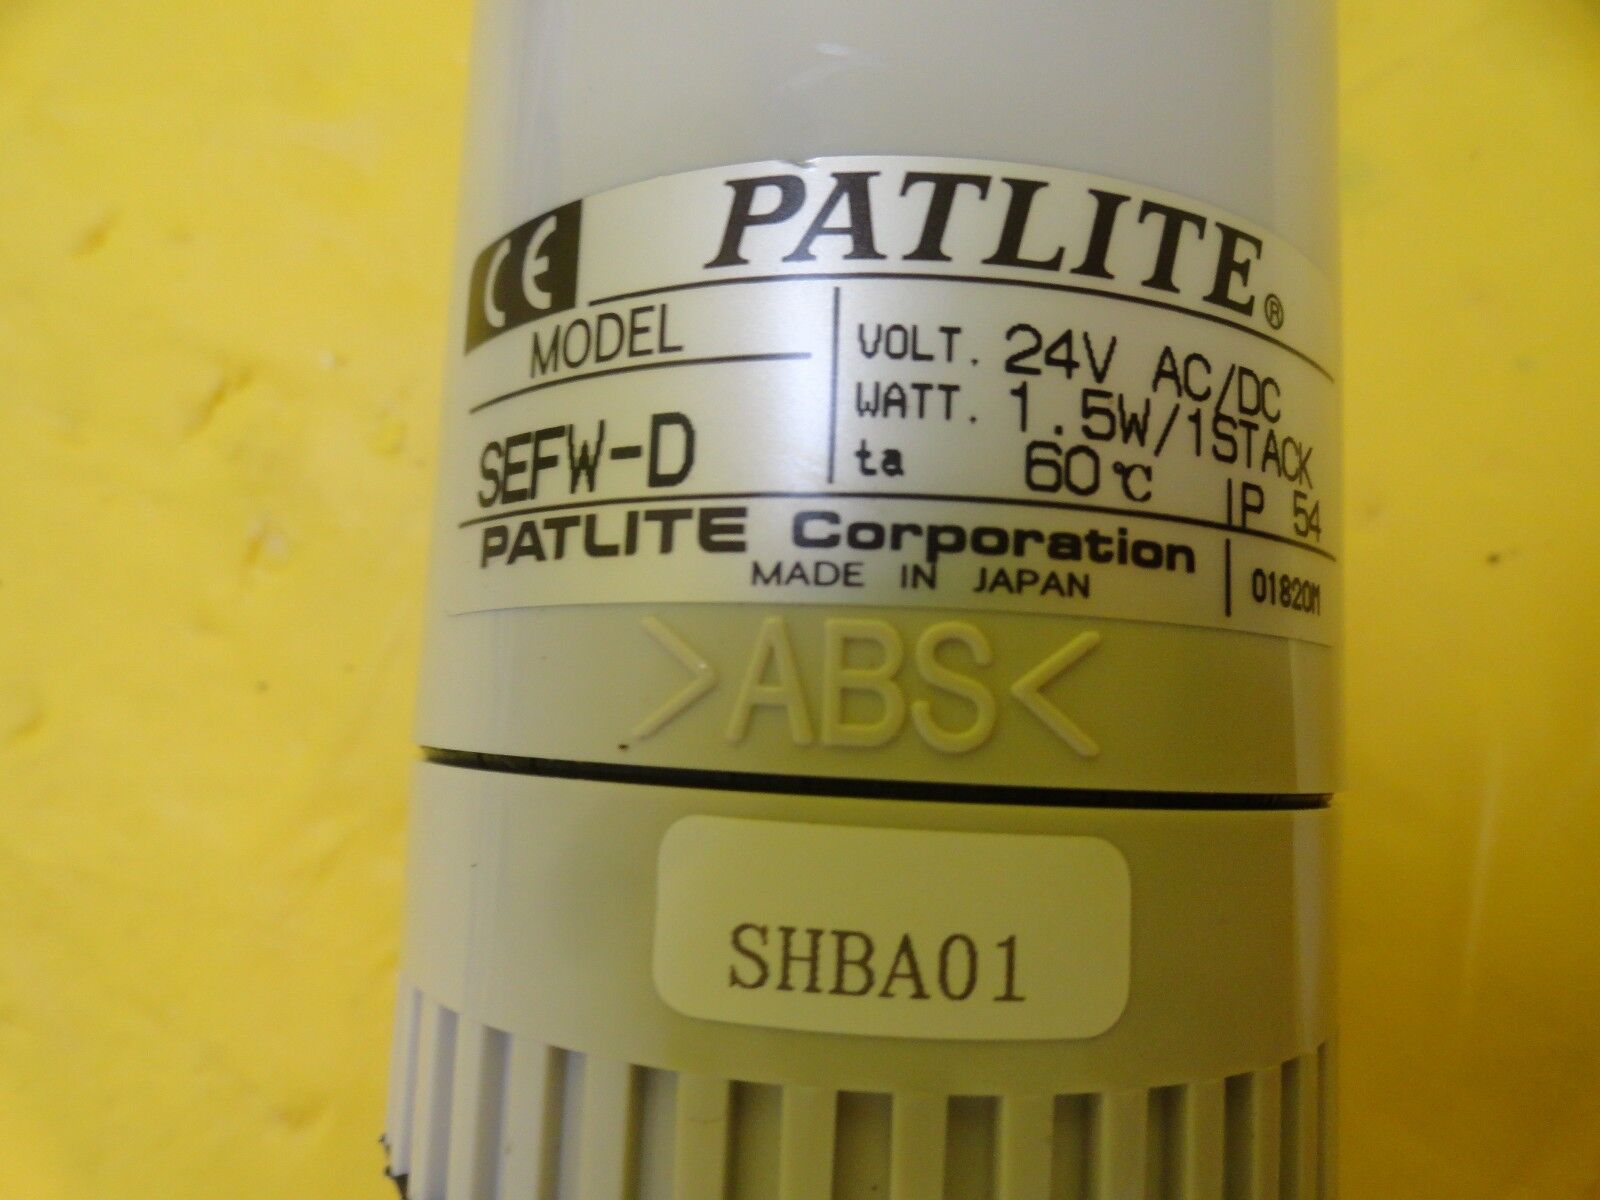 CE PATLITE®
MODEL
SEFW-D
VOLT. 24V AC/DC
WATT. 1.5W/1STACK
ta 60℃ IP 54
PATLITE Corporation
MADE IN JAPAN
01820M
>ABS<
SHBA01